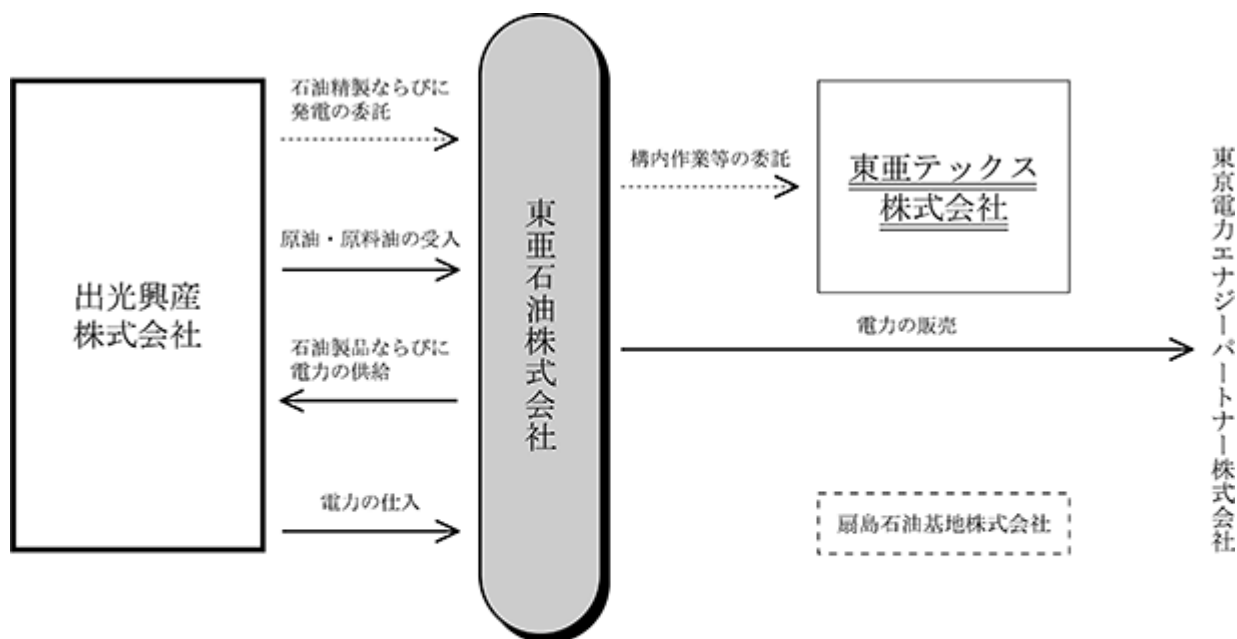 出光興産
株式会社
石油精製ならびに
発電の委託
原油・原料油の受入
石油製品ならびに
電力の供給
電力の仕入
東亜石油株式会社
構内作業等の委託
東亜テックス
株式会社
電力の販売
扇島石油基地株式会社
東京電力エナジーパートナー株式会社